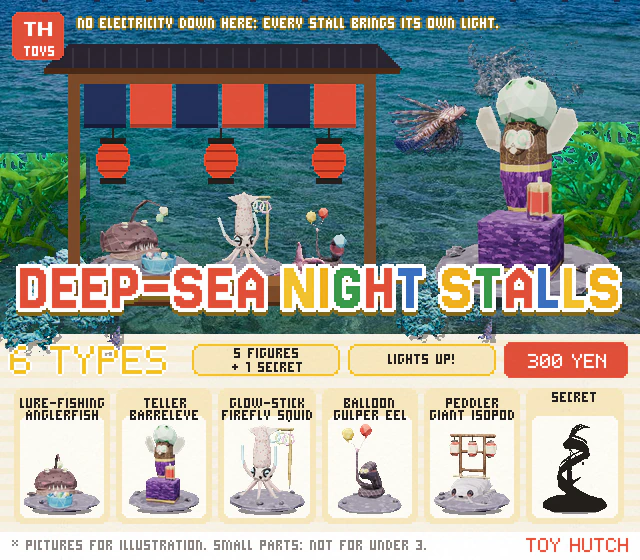 TH
TOYS
NO ELECTRICITY DOWN HERE: EVERY STALL BRINGS ITS OWN LIGHT.
DEEP=SEA NIGHT STALLS
6 TYPES
5 FIGURES
+ 1 SECRET
LIGHTS UP!
300 YEN
LURE-FISHING
ANGLERFISH
TELLER
BARRELEYE
GLOW-STICK
FIREFLY SQUID
BALLOON
GULPER EEL
PEDDLER
GIANT ISOPOD
SECRET
* PICTURES FOR ILLUSTRATION. SMALL PARTS: NOT FOR UNDER 3.
TOY HUTCH